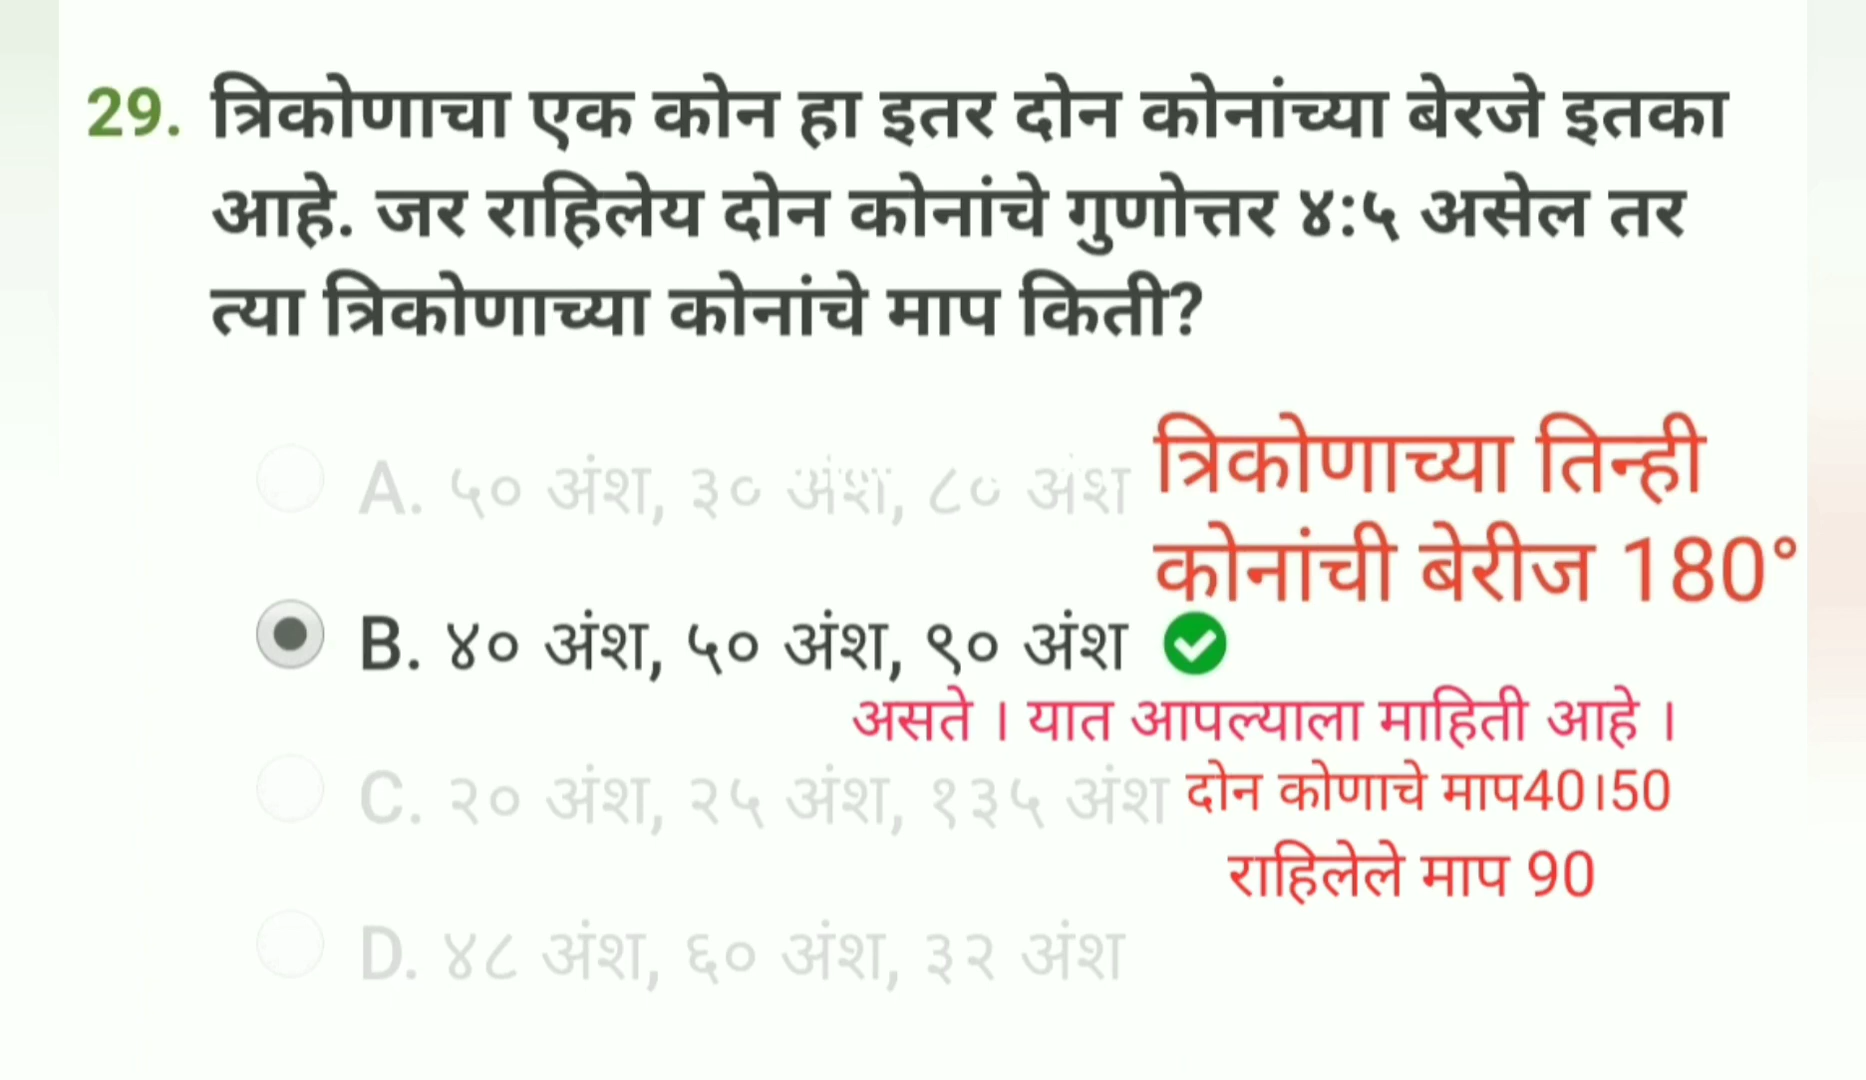 29. त्रिकोणाचा एक कोन हा इतर दोन कोनांच्या बेरजे इतका
आहे. जर राहिलेय दोन कोनांचे गुणोत्तर ४:५ असेल तर
त्या त्रिकोणाच्या कोनांचे माप किती?
त्रिकोणाच्या तिन्ही
A. ५० अंश, ३० अंश, ८० अंश
कोनांची बेरीज 180°
B. ४० अंश, ५० अंश, ९० अंश
असते । यात आपल्याला माहिती आहे ।
C. २० अंश, २५ अंश, १३५ अंश
दोन कोणाचे माप40।50
राहिलेले माप 90
D. ४८ अंश, ६० अंश, ३२ अंश